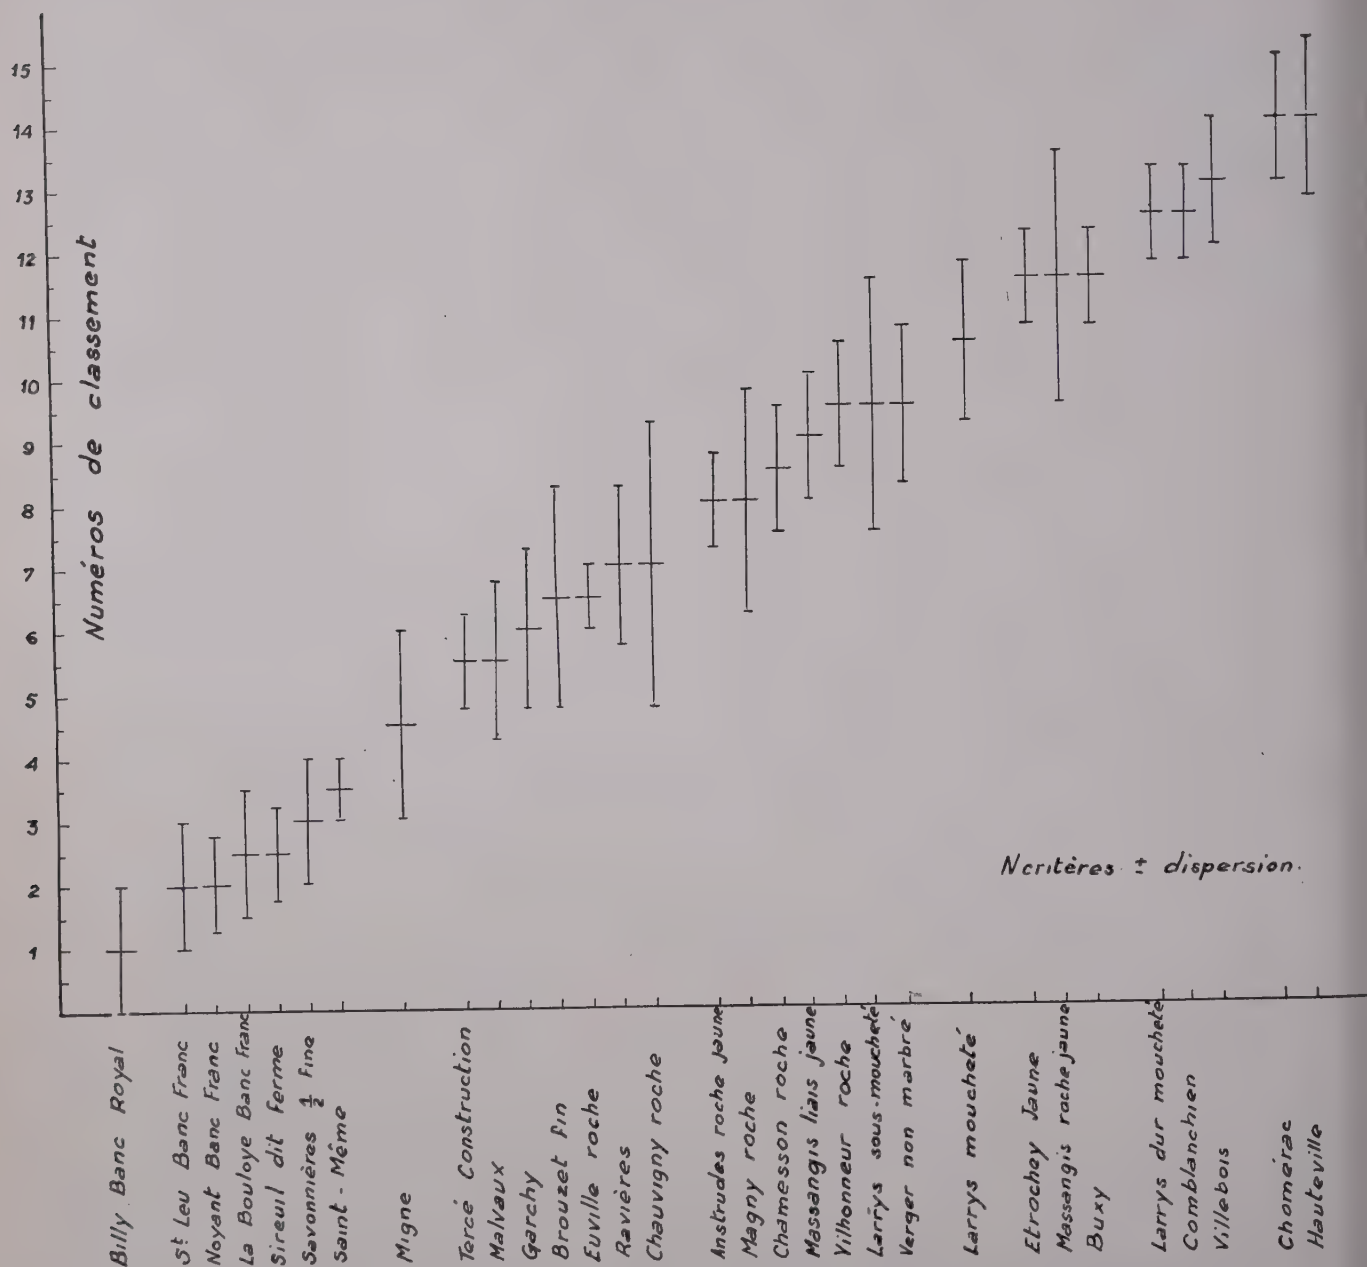 15
14
13
12
11
10
9
8
7
6
5
4
3
2
1
Numéros de classement
Ncritères ± dispersion.
Billy Banc Royal
St Leu Banc Franc
Noyant Banc Franc
La Bouloye Banc Franc
Sireuil dit Ferme
Savonnières 1/2 Fine
Saint-Même
Migne
Tercé Construction
Malvaux
Garchy
Brouzet Fin
Euville roche
Ravières
Chauvigny roche
Anstrudes roche jaune
Magny roche
Chamesson roche
Massangis liais jaune
Vilhonneur roche
Larrys sous-moucheté
Verger non marbré
Larrys moucheté
Etrochey Jaune
Massangis roche jaune
Buxy
Larrys dur moucheté
Comblanchien
Villebois
Chomérac
Hauteville